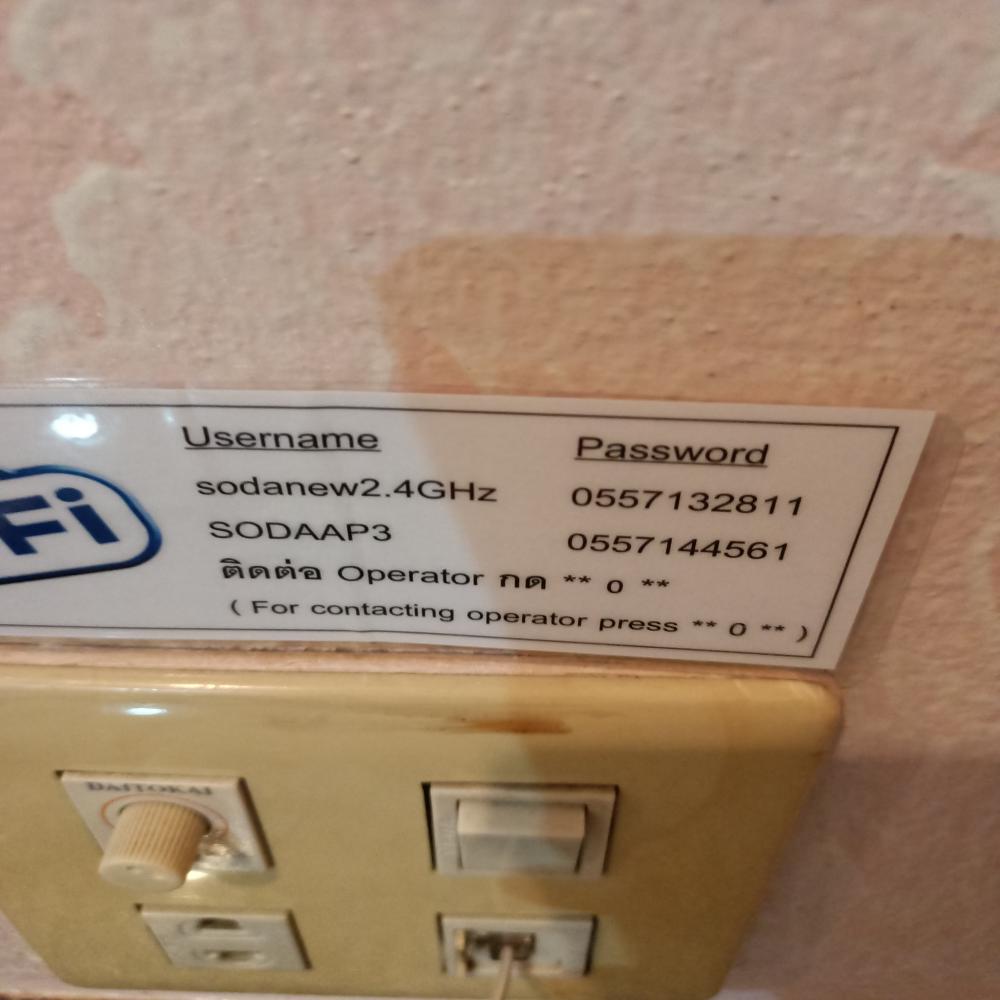 Fi
Username Password
sodanew2.4GHz 0557132811
SODAAP3 0557144561
ติดต่อ Operator กด ** 0 **
( For contacting operator press ** 0 ** )
DAITOKAI